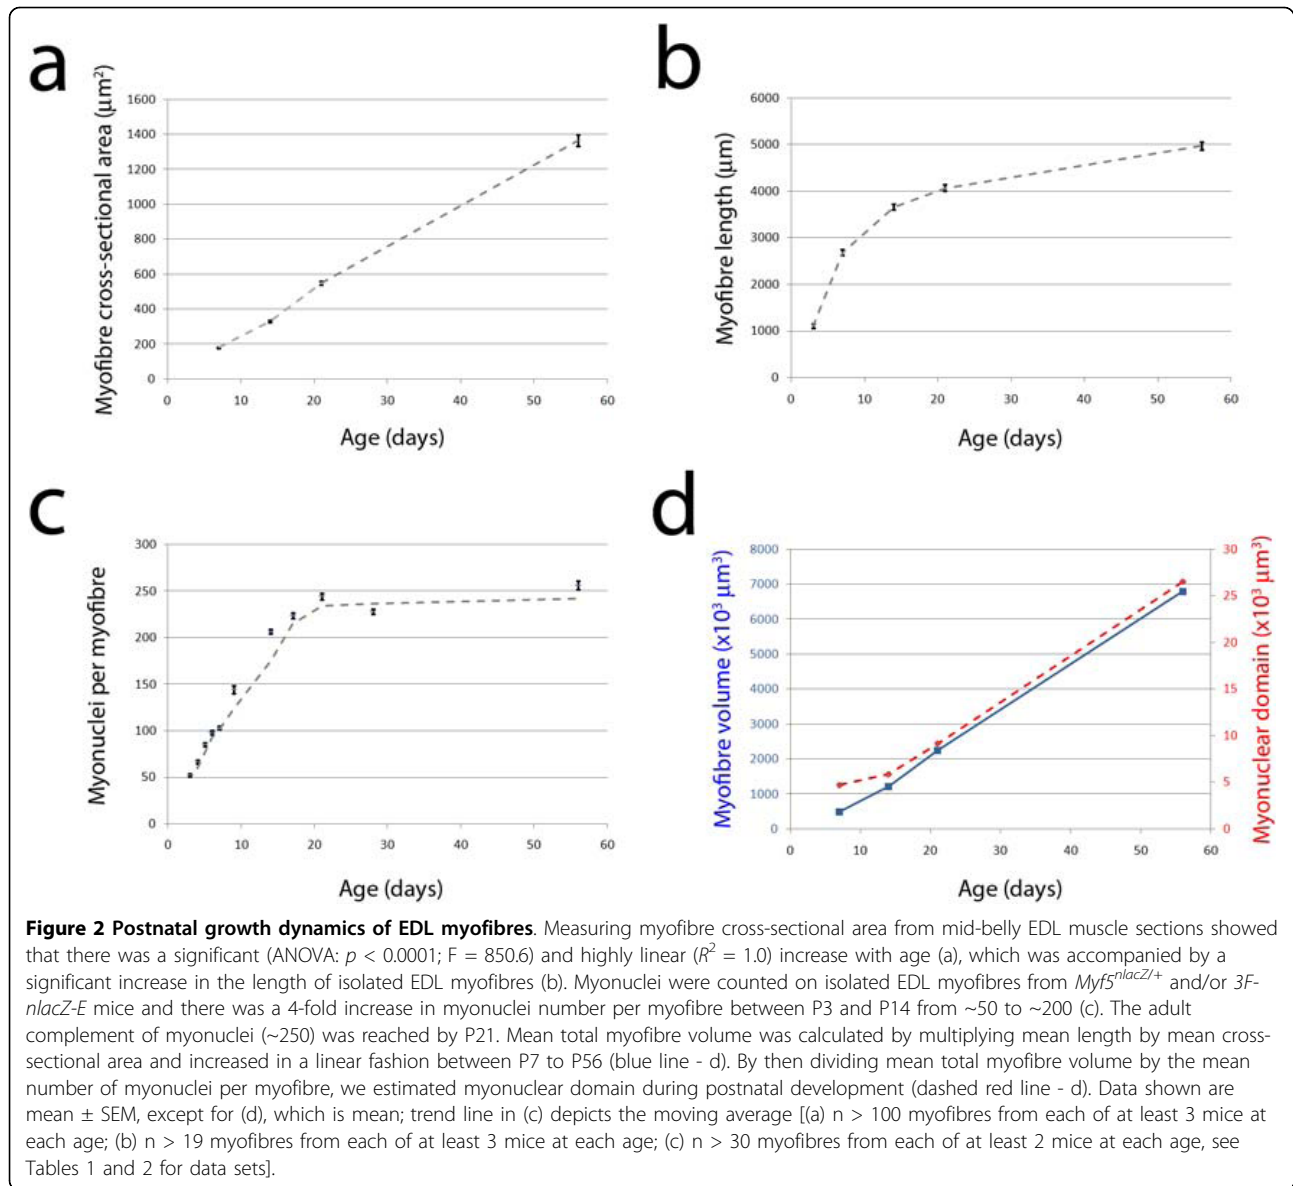 a
Myofibre cross-sectional area (μm²)
1600
1400
1200
1000
800
600
400
200
0
0 10 20 30 40 50 60
Age (days)
b
Myofibre length (μm)
6000
5000
4000
3000
2000
1000
0
0 10 20 30 40 50 60
Age (days)
c
Myonuclei per myofibre
300
250
200
150
100
50
0
0 10 20 30 40 50 60
Age (days)
d
Myofibre volume (x10³ μm³)
8000
7000
6000
5000
4000
3000
2000
1000
0
0 10 20 30 40 50 60
30
25
20
15
10
5
0
Myonuclear domain (x10³ μm³)
Age (days)
Figure 2 Postnatal growth dynamics of EDL myofibres. Measuring myofibre cross-sectional area from mid-belly EDL muscle sections showed
that there was a significant (ANOVA: p < 0.0001; F = 850.6) and highly linear (R² = 1.0) increase with age (a), which was accompanied by a
significant increase in the length of isolated EDL myofibres (b). Myonuclei were counted on isolated EDL myofibres from Myf5nlacZ/+ and/or 3F-
nlacZ-E mice and there was a 4-fold increase in myonuclei number per myofibre between P3 and P14 from ~50 to ~200 (c). The adult
complement of myonuclei (~250) was reached by P21. Mean total myofibre volume was calculated by multiplying mean length by mean cross-
sectional area and increased in a linear fashion between P7 to P56 (blue line - d). By then dividing mean total myofibre volume by the mean
number of myonuclei per myofibre, we estimated myonuclear domain during postnatal development (dashed red line - d). Data shown are
mean ± SEM, except for (d), which is mean; trend line in (c) depicts the moving average [(a) n > 100 myofibres from each of at least 3 mice at
each age; (b) n > 19 myofibres from each of at least 3 mice at each age; (c) n > 30 myofibres from each of at least 2 mice at each age, see
Tables 1 and 2 for data sets].